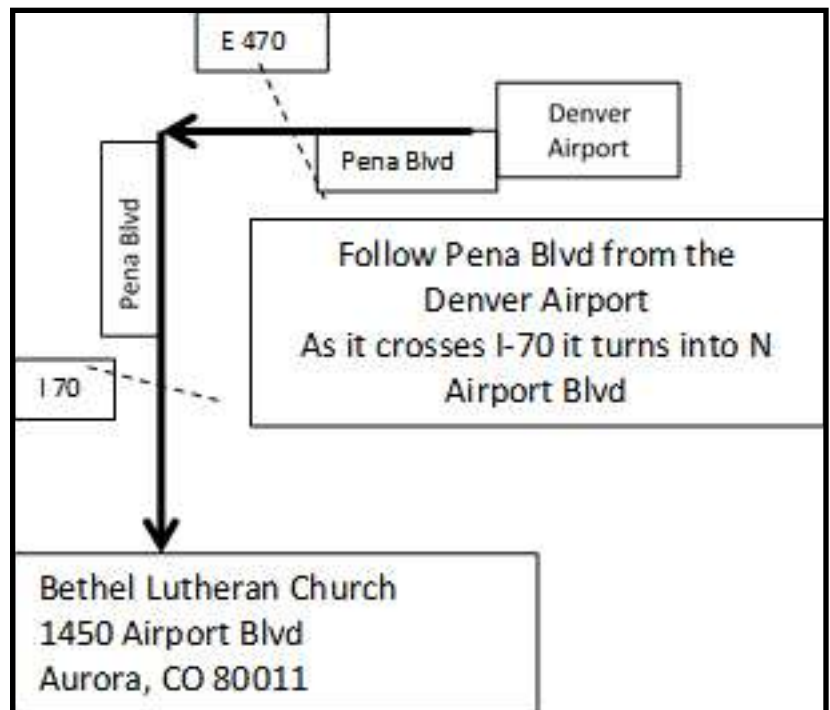 E 470
Denver
Airport
Pena Blvd
Pena Blvd
Follow Pena Blvd from the
Denver Airport
As it crosses I-70 it turns into N
Airport Blvd
I 70
Bethel Lutheran Church
1450 Airport Blvd
Aurora, CO 80011